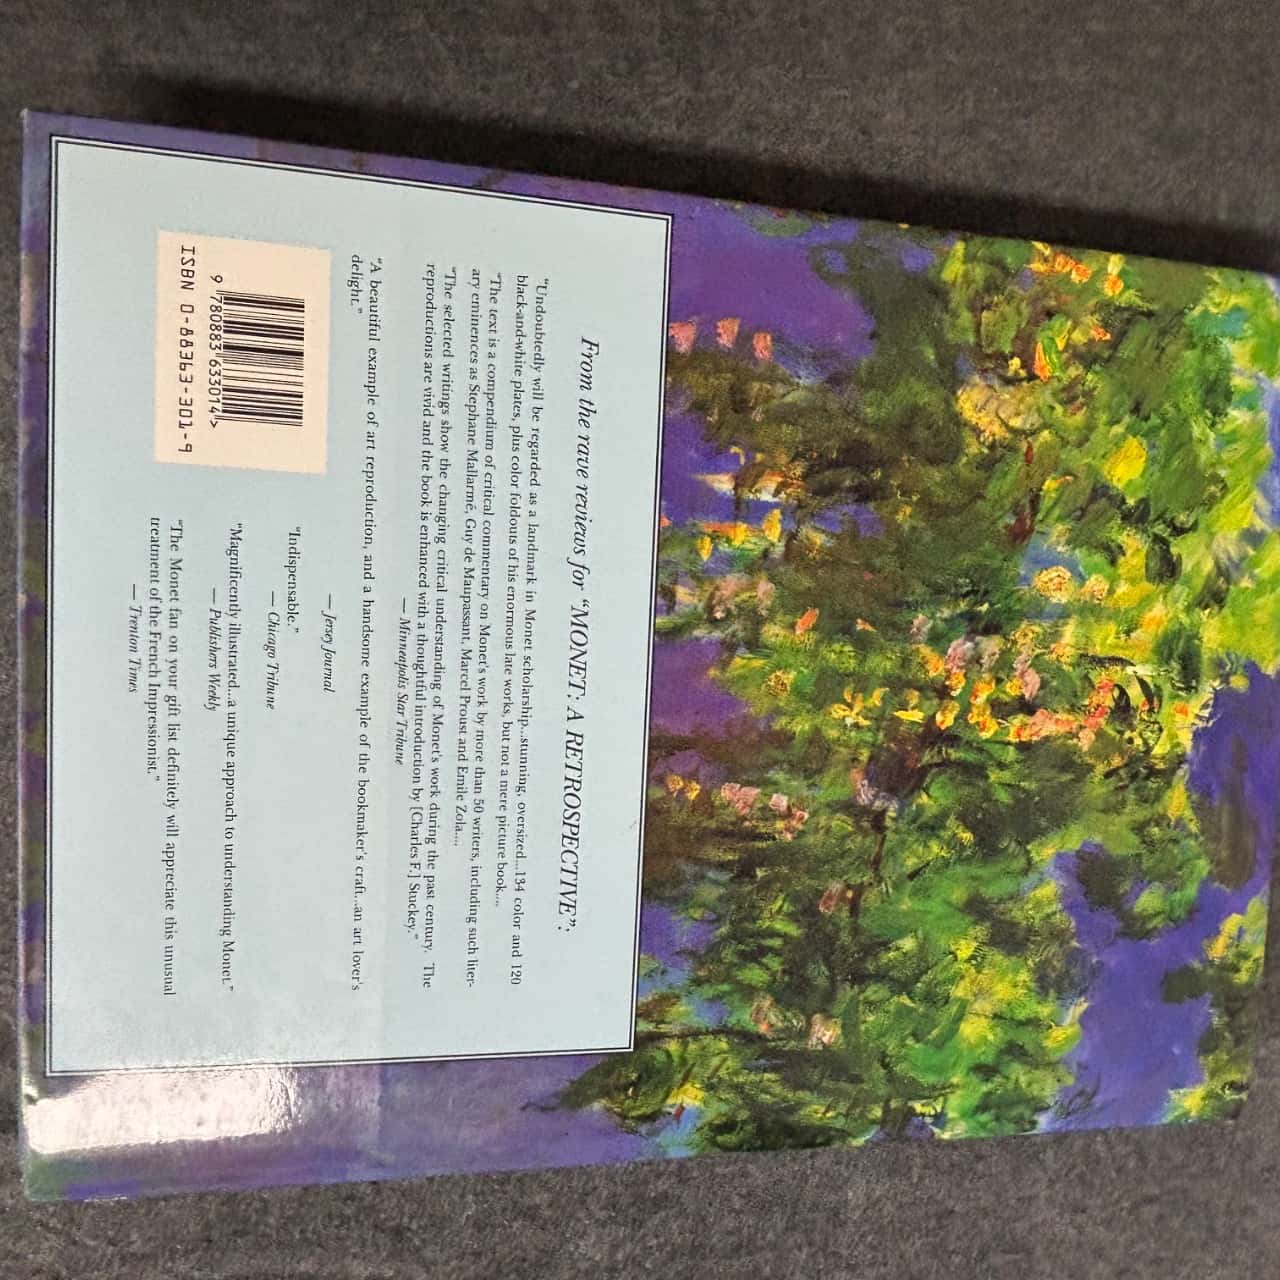 From the rave reviews for "MONET: A RETROSPECTIVE":
"Undoubtedly will be regarded as a landmark in Monet scholarship...stunning, oversized...134 color and 120
black-and-white plates, plus color foldouts of his enormous late works, but not a mere picture book....
"The text is a compendium of critical commentary on Monet's work by more than 50 writers, including such liter-
ary eminences as Stephane Mallarmé, Guy de Maupassant, Marcel Proust and Emile Zola....
"The selected writings show the changing critical understanding of Monet's work during the past century. The
reproductions are vivid and the book is enhanced with a thoughtful introduction by [Charles F.] Stuckey."
— Minneapolis Star Tribune
"A beautiful example of art reproduction, and a handsome example of the bookmaker's craft...an art lover's
delight."
— Jersey Journal
"Indispensable."
— Chicago Tribune
"Magnificently illustrated...a unique approach to understanding Monet."
— Publishers Weekly
"The Monet fan on your gift list definitely will appreciate this unusual
treatment of the French Impressionist."
— Trenton Times
9 780883 633014>
ISBN 0-88363-301-9